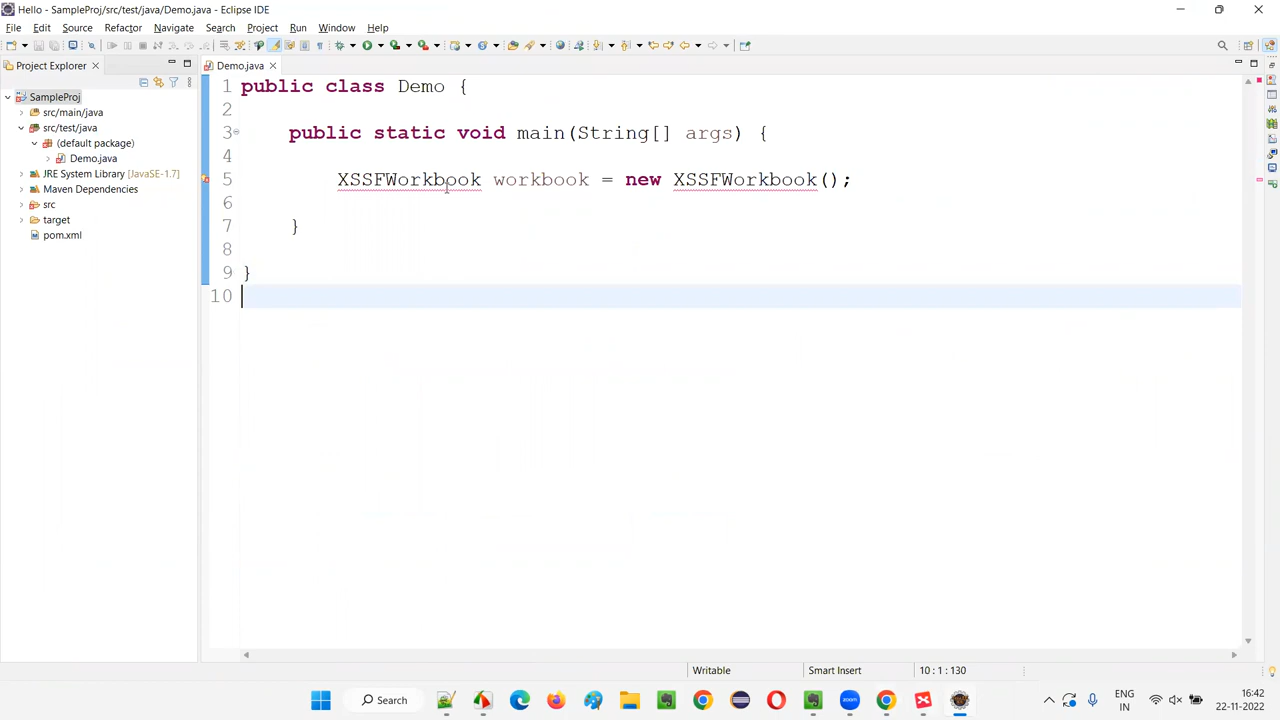 Hello - SampleProj/src/test/java/Demo.java - Eclipse IDE
File Edit Source Refactor Navigate Search Project Run Window Help
Project Explorer
Demo.java
SampleProj
src/main/java
src/test/java
(default package)
Demo.java
JRE System Library [JavaSE-1.7]
Maven Dependencies
src
target
pom.xml
1 public class Demo {
2
3 public static void main(String[] args) {
4
5 XSSFWorkbook workbook = new XSSFWorkbook();
6
7 }
8
9 }
10
Writable Smart Insert 10 : 1 : 130
Search
zoom
ENG
IN
16:42
22-11-2022